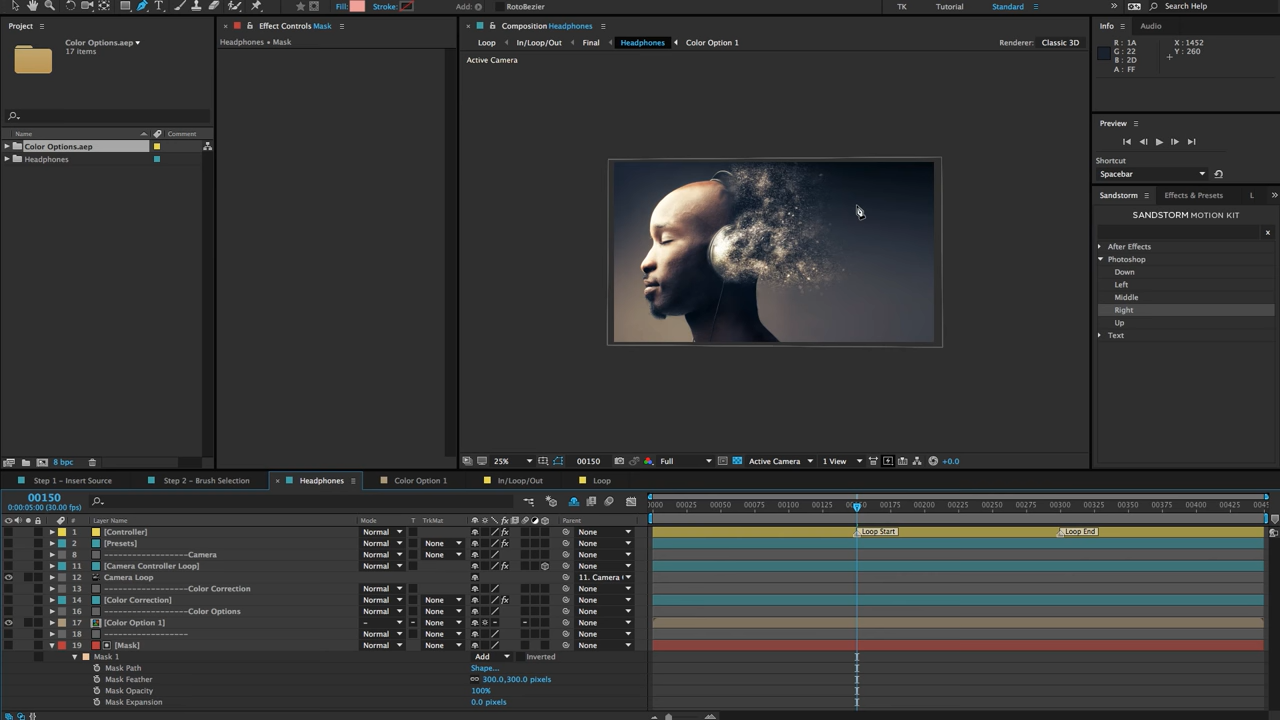 Fill: Stroke: Add: RotoBezier TK Tutorial Standard Search Help
Project Effect Controls Mask Composition Headphones Info Audio
Color Options.aep
17 items
Headphones • Mask
Loop In/Loop/Out Final Headphones Color Option 1 Renderer: Classic 3D
Active Camera
R : 1A
G : 22
B : 2D
A : FF
X : 1452
Y : 260
Name Comment
Color Options.aep
Headphones
Preview
Shortcut
Spacebar
Sandstorm Effects & Presets L
SANDSTORM MOTION KIT
After Effects
Photoshop
Down
Left
Middle
Right
Up
Text
8 bpc
25% 00150 Full Active Camera 1 View +0.0
Step 1 – Insert Source Step 2 – Brush Selection Headphones Color Option 1 In/Loop/Out Loop
00150
0:00:05:00 (30.00 fps)
00025 00050 00075 00100 00125 00175 00200 00225 00250 00275 00300 00325 00350 00375 00400 00425
# Layer Name Mode T TrkMat Parent
1 [Controller] Normal None Loop Start Loop End
2 [Presets] Normal None None
8 -------------------Camera Normal None None
11 [Camera Controller Loop] Normal None
12 Camera Loop 11. Camera
13 -------------------Color Correction Normal None
14 [Color Correction] Normal None None
16 -------------------Color Options Normal None None
17 [Color Option 1] – None
18 ------------------- Normal None None
19 [Mask] Normal None None
Mask 1 Add Inverted
Mask Path Shape...
Mask Feather 300.0,300.0 pixels
Mask Opacity 100%
Mask Expansion 0.0 pixels